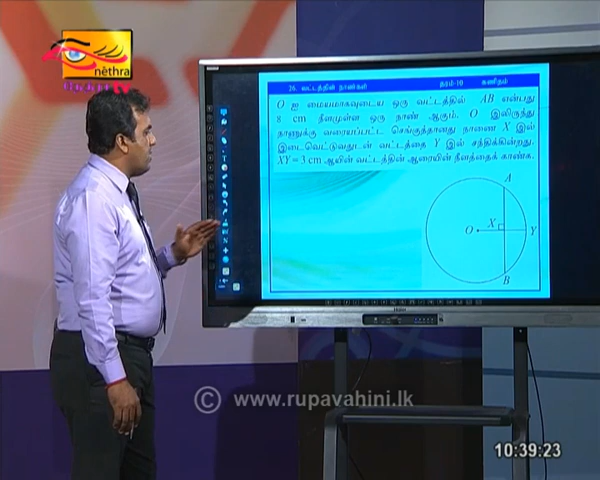 nēthra
TV
26. வட்டத்தின் நாண்கள் தரம்-10 கணிதம்
O ஐ மையமாகவுடைய ஒரு வட்டத்தில் AB என்பது
8 cm நீளமுள்ள ஒரு நாண் ஆகும். O இலிருந்து
நாணுக்கு வரையப்பட்ட செங்குத்தானது நாணை X இல்
இடைவெட்டுவதுடன் வட்டத்தை Y இல் சந்திக்கின்றது.
XY = 3 cm ஆயின் வட்டத்தின் ஆரையின் நீளத்தைக் காண்க.
A
O X Y
B
© www.rupavahini.lk
10:39:23